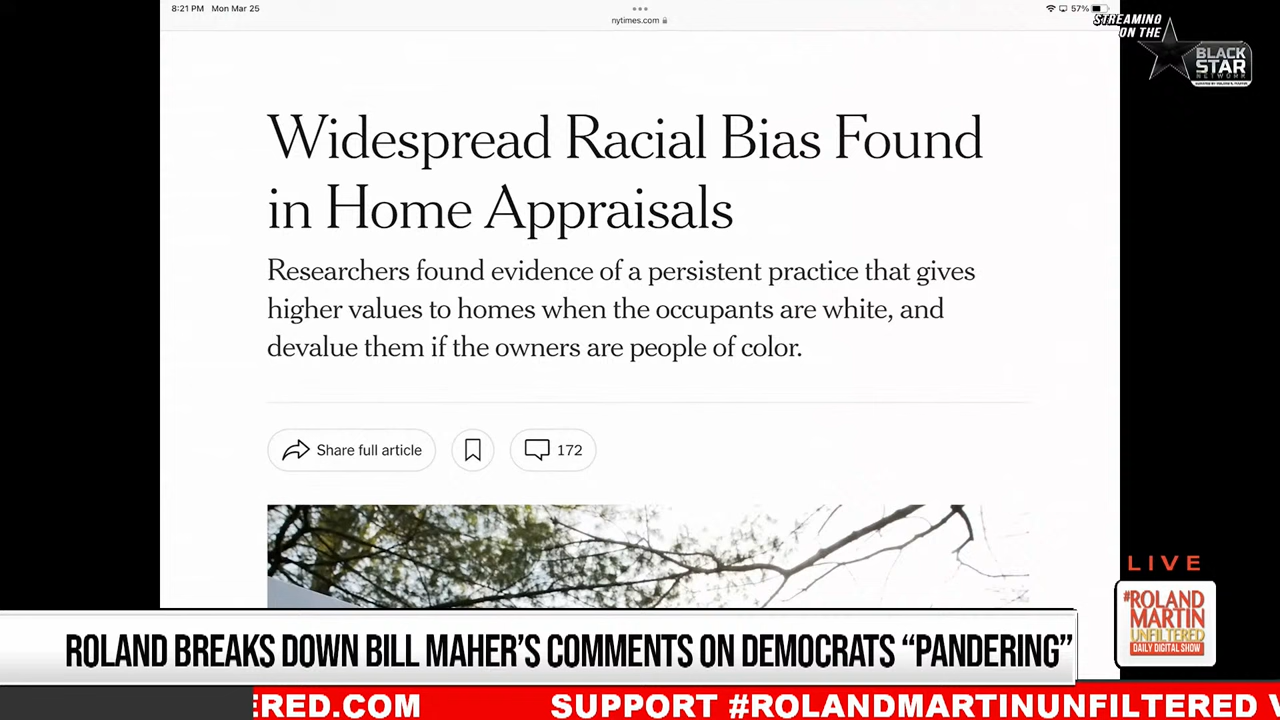 8:21 PM Mon Mar 25
nytimes.com
57%
STREAMING
ON THE
BLACK
STAR
NETWORK
Widespread Racial Bias Found
in Home Appraisals
Researchers found evidence of a persistent practice that gives
higher values to homes when the occupants are white, and
devalue them if the owners are people of color.
Share full article
172
LIVE
#ROLAND
MARTIN
UNFILTERED
DAILY DIGITAL SHOW
ROLAND BREAKS DOWN BILL MAHER'S COMMENTS ON DEMOCRATS “PANDERING”
ERED.COM SUPPORT #ROLANDMARTINUNFILTERED V